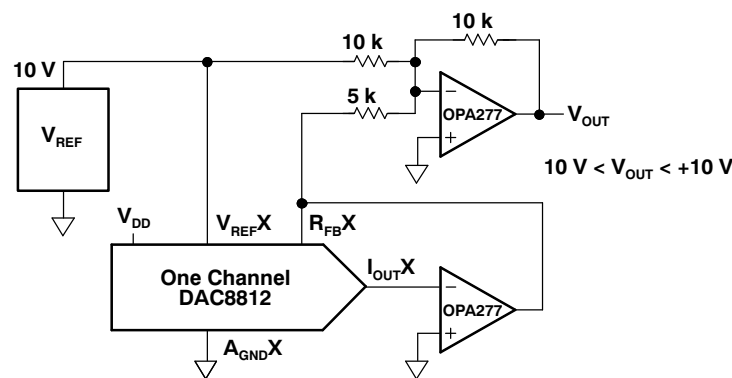 10 k
10 k
10 V
5 k
V_REF
−
OPA277
+
V_OUT
10 V < V_OUT < +10 V
V_DD
V_REFX
R_FBX
One Channel
DAC8812
I_OUTX
−
OPA277
+
A_GNDX